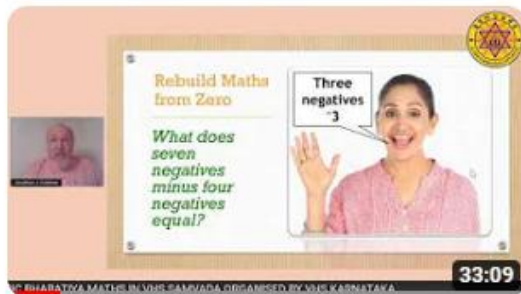 Rebuild Maths
from Zero
What does
seven
negatives
minus four
negatives
equal?
Three
negatives
⁻3
33:09
IC BHARATIYA MATHS IN VHS SAMVADA ORGANISED BY VHS KARNATAKA